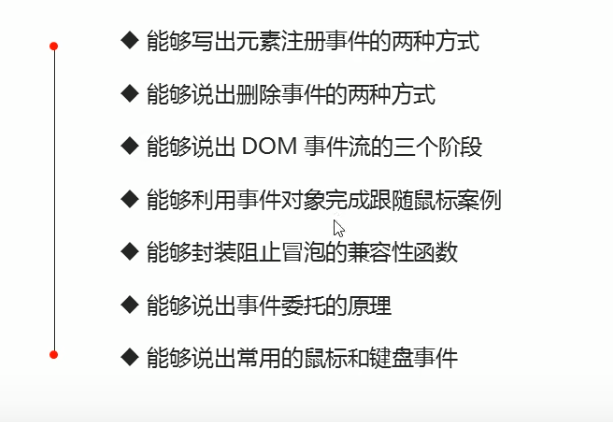 ◆ 能够写出元素注册事件的两种方式
◆ 能够说出删除事件的两种方式
◆ 能够说出 DOM 事件流的三个阶段
◆ 能够利用事件对象完成跟随鼠标案例
◆ 能够封装阻止冒泡的兼容性函数
◆ 能够说出事件委托的原理
◆ 能够说出常用的鼠标和键盘事件